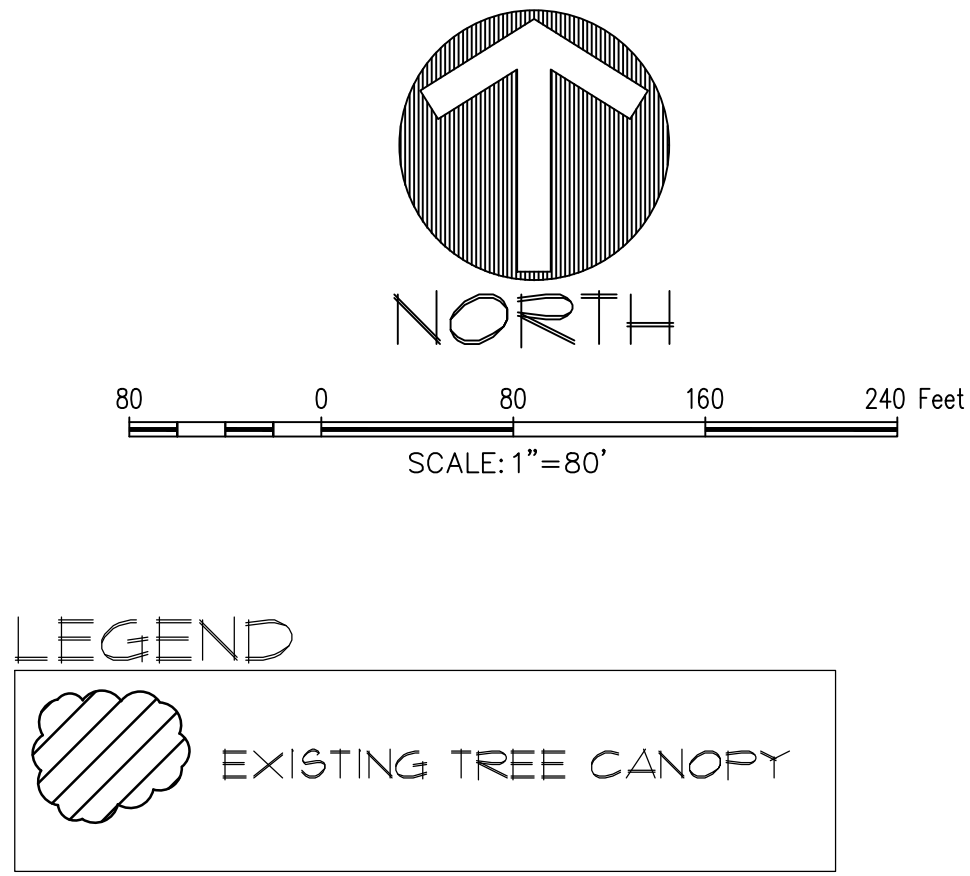 NORTH
80 0 80 160 240 Feet
SCALE: 1"=80'
LEGEND
EXISTING TREE CANOPY